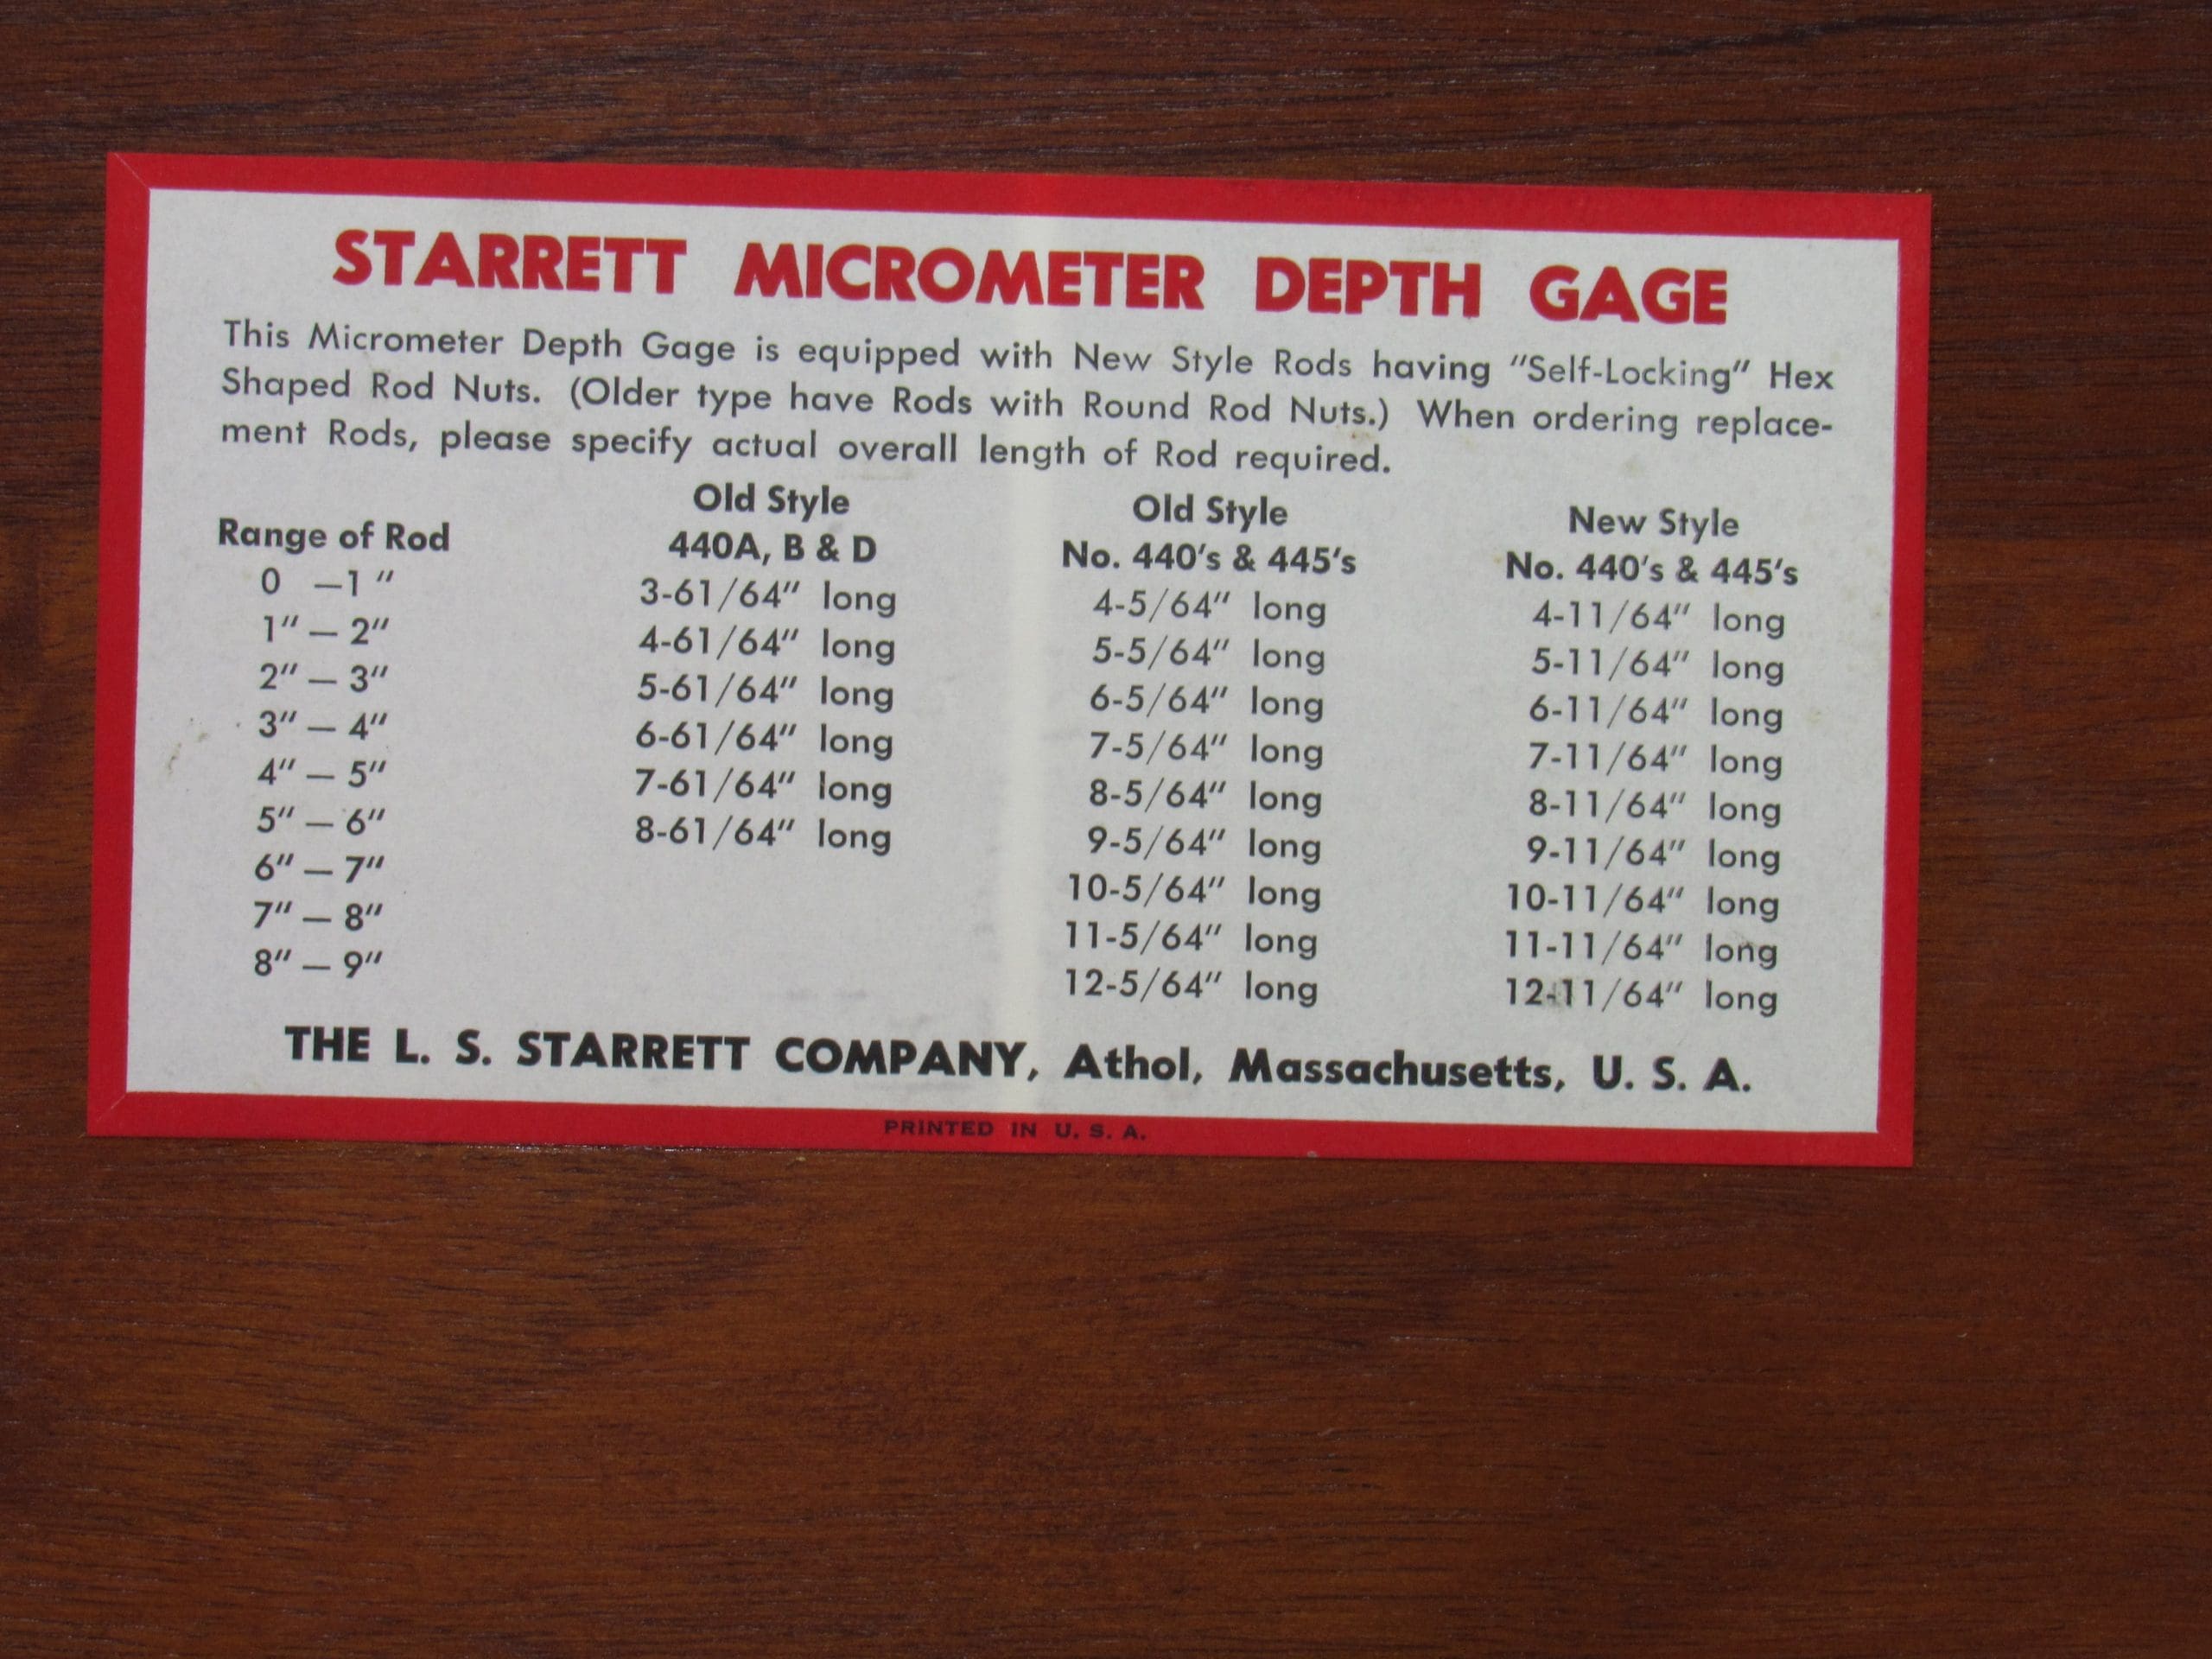 STARRETT MICROMETER DEPTH GAGE
This Micrometer Depth Gage is equipped with New Style Rods having "Self-Locking" Hex
Shaped Rod Nuts. (Older type have Rods with Round Rod Nuts.) When ordering replace-
ment Rods, please specify actual overall length of Rod required.
Old Style Old Style New Style
Range of Rod 440A, B & D No. 440's & 445's No. 440's & 445's
0 —1 " 3-61/64" long 4-5/64" long 4-11/64" long
1" — 2" 4-61/64" long 5-5/64" long 5-11/64" long
2" — 3" 5-61/64" long 6-5/64" long 6-11/64" long
3" — 4" 6-61/64" long 7-5/64" long 7-11/64" long
4" — 5" 7-61/64" long 8-5/64" long 8-11/64" long
5" — 6" 8-61/64" long 9-5/64" long 9-11/64" long
6" — 7" 10-5/64" long 10-11/64" long
7" — 8" 11-5/64" long 11-11/64" long
8" — 9" 12-5/64" long 12-11/64" long
THE L. S. STARRETT COMPANY, Athol, Massachusetts, U. S. A.
PRINTED IN U. S. A.